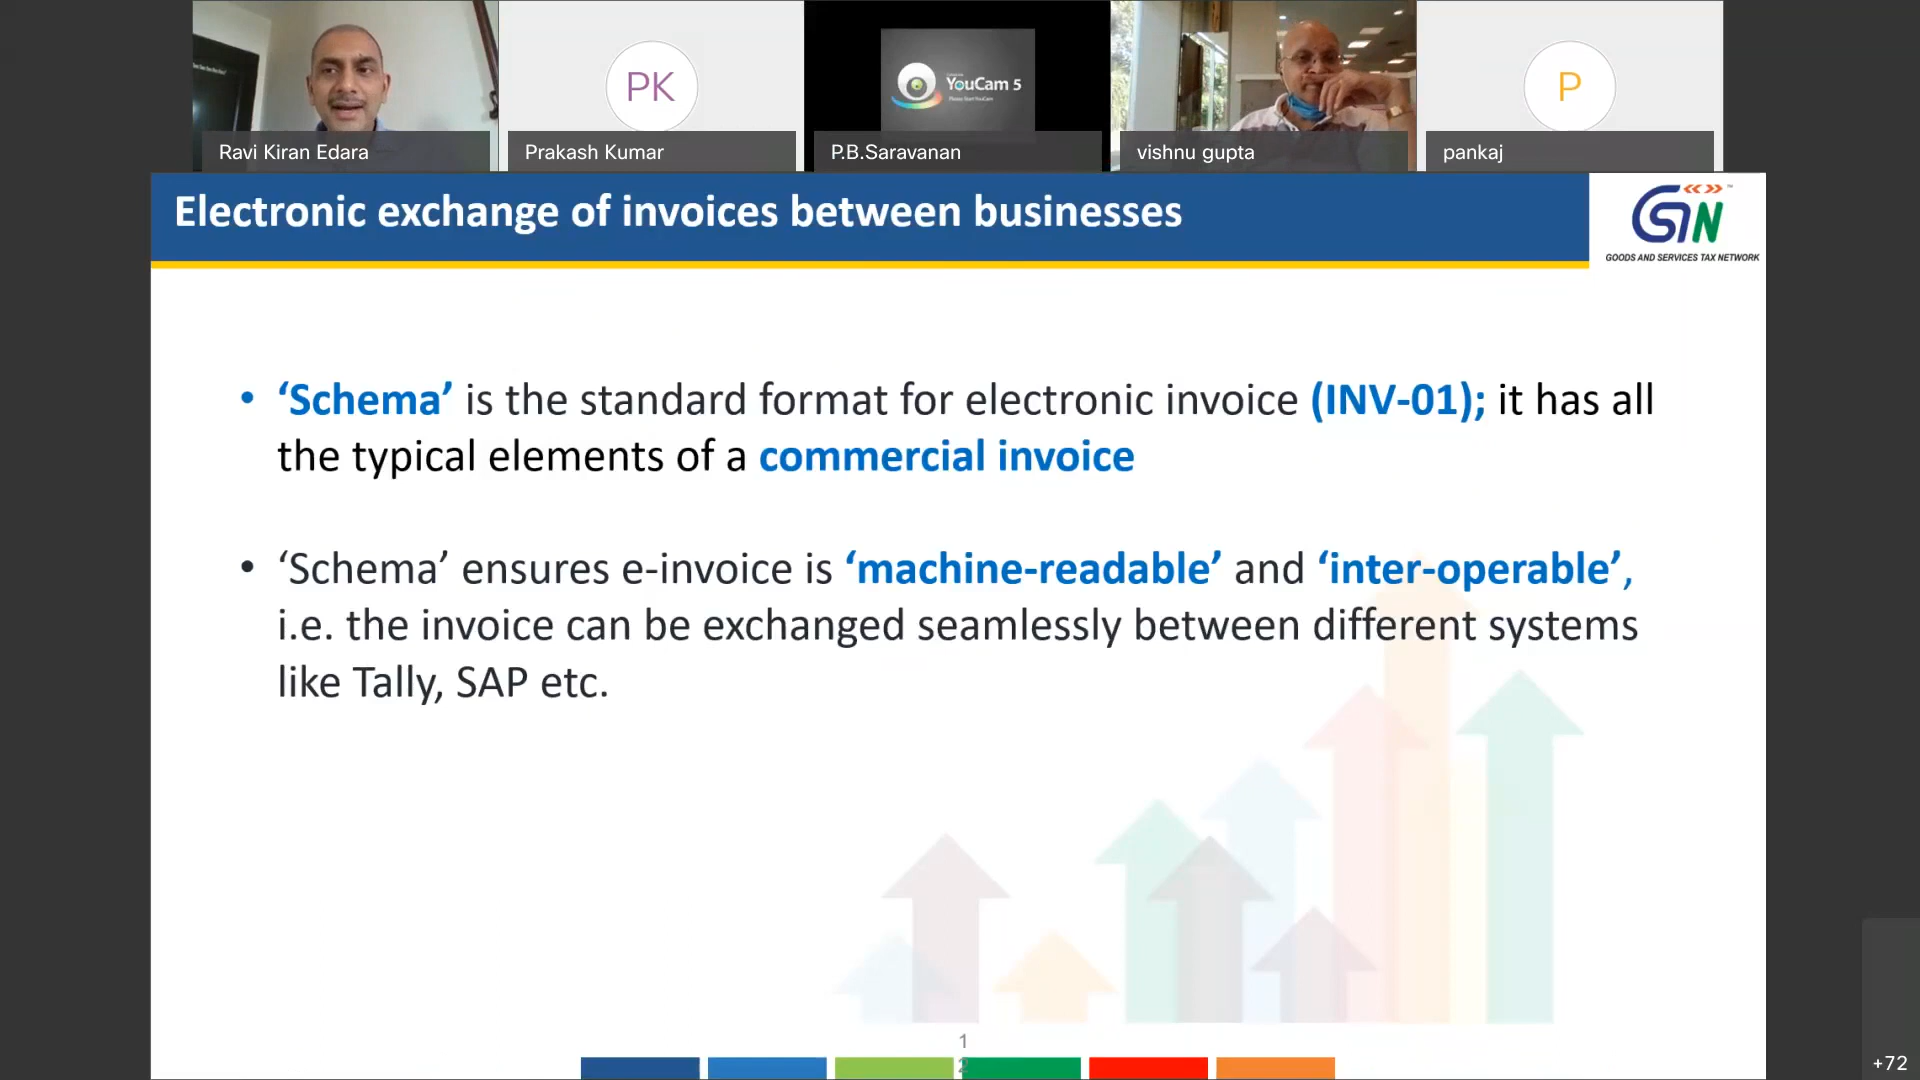 PK
YouCam 5
P
Ravi Kiran Edara
Prakash Kumar
P.B.Saravanan
vishnu gupta
pankaj
Electronic exchange of invoices between businesses
GSTN
GOODS AND SERVICES TAX NETWORK
• ‘Schema’ is the standard format for electronic invoice (INV-01); it has all
the typical elements of a commercial invoice
• ‘Schema’ ensures e-invoice is ‘machine-readable’ and ‘inter-operable’,
i.e. the invoice can be exchanged seamlessly between different systems
like Tally, SAP etc.
1
2
+72